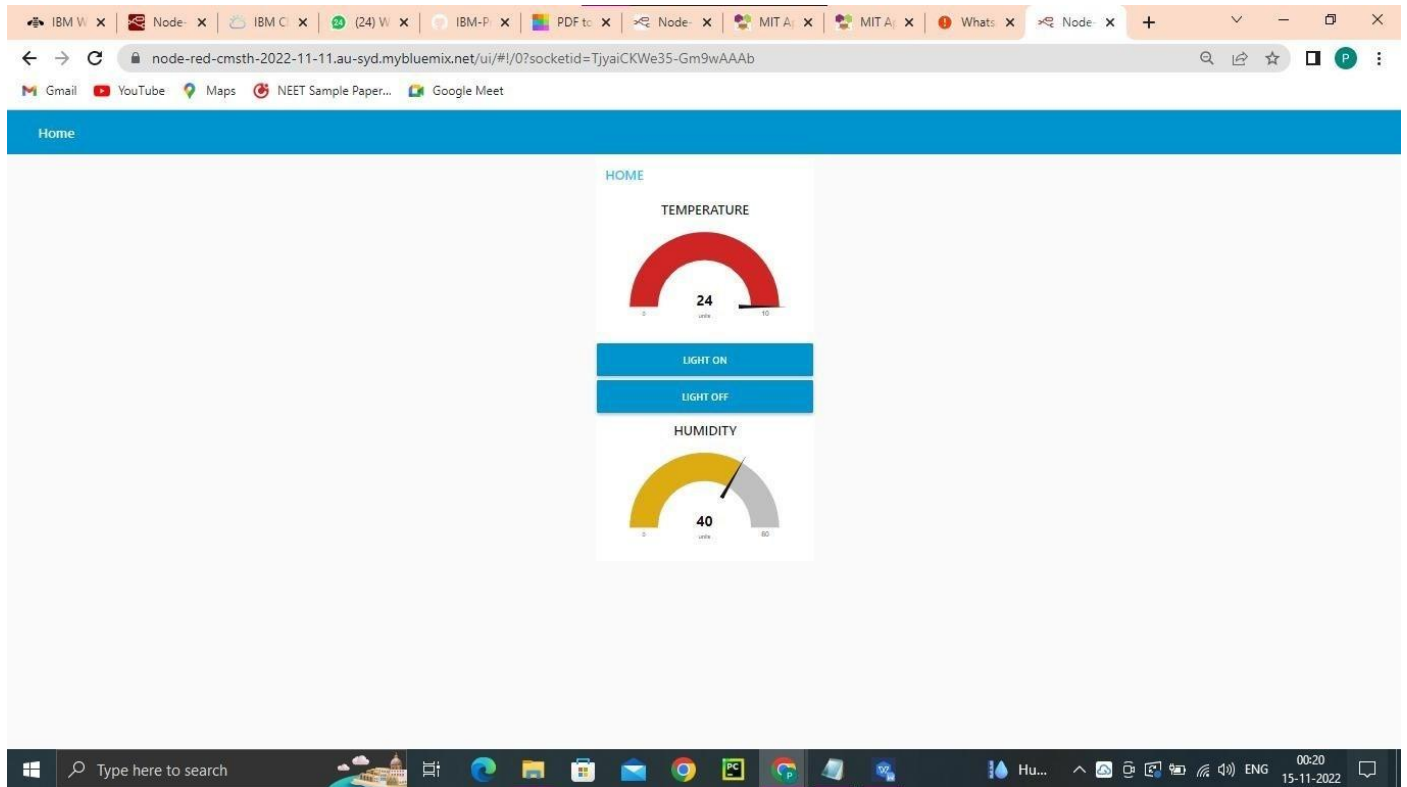 IBM W
Node-
IBM Cl
(24) W
IBM-P
PDF to
Node-
MIT A
MIT A
Whats
Node-
node-red-cmsth-2022-11-11.au-syd.mybluemix.net/ui/#!/0?socketid=TjyaiCKWe35-Gm9wAAAb
P
Gmail YouTube Maps NEET Sample Paper... Google Meet
Home
HOME
TEMPERATURE
24
0 units 10
LIGHT ON
LIGHT OFF
HUMIDITY
40
0 units 60
Type here to search
Hu...
ENG
00:20
15-11-2022